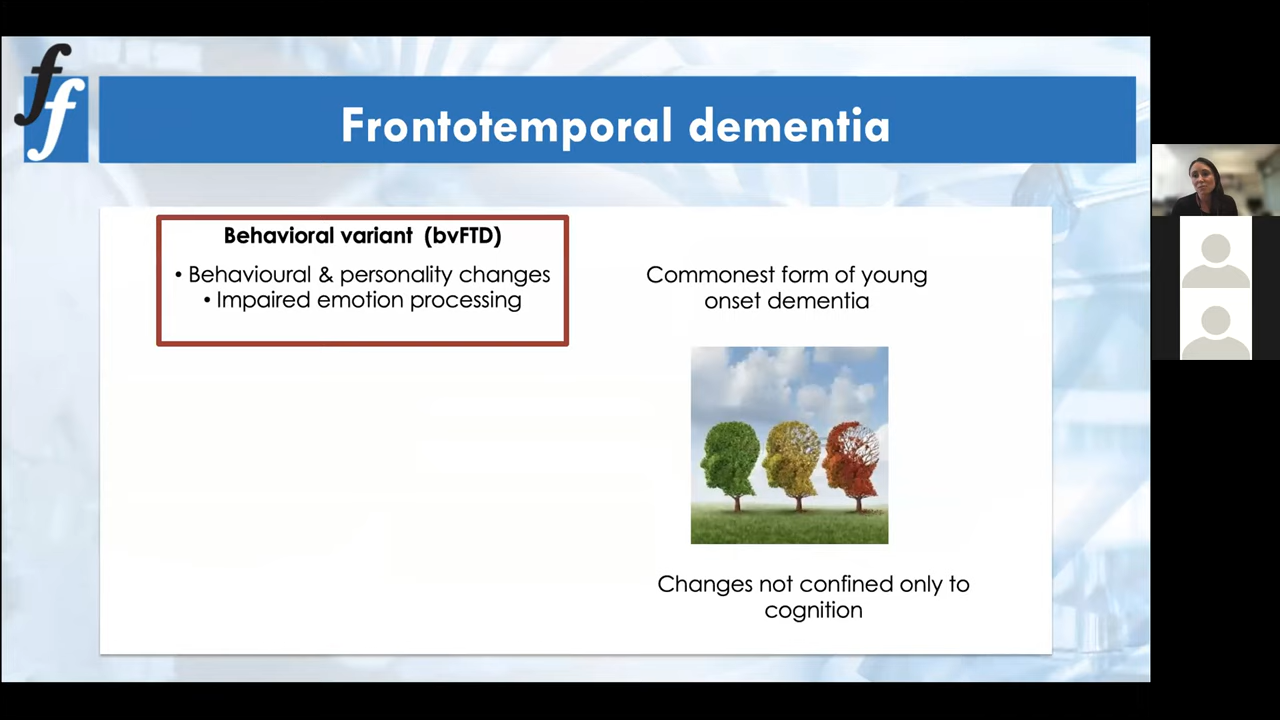 ff
Frontotemporal dementia
Behavioral variant (bvFTD)
• Behavioural & personality changes
• Impaired emotion processing
Commonest form of young
onset dementia
Changes not confined only to
cognition